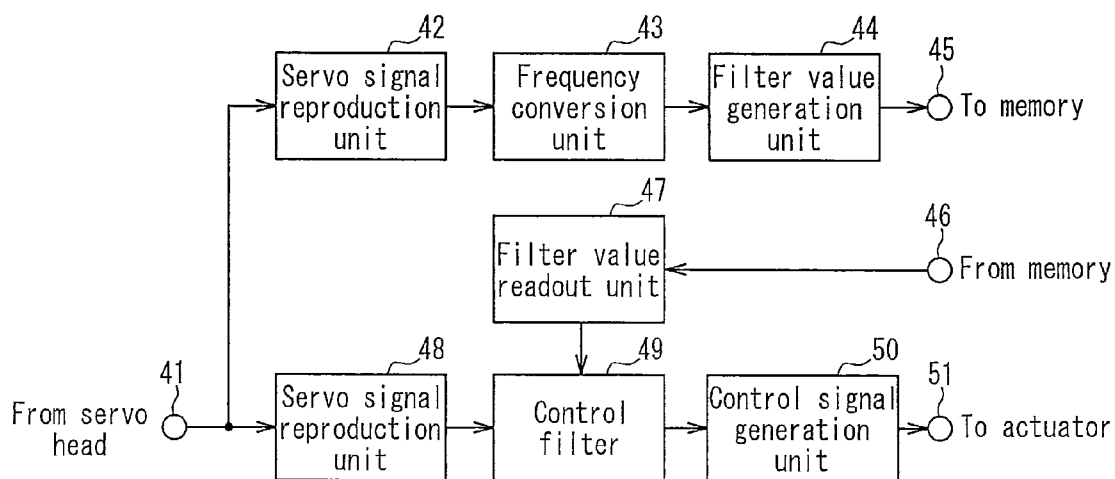 42
43
44
45
Servo signal
reproduction
unit
Frequency
conversion
unit
Filter value
generation
unit
To memory
47
46
Filter value
readout unit
From memory
41
48
49
50
51
From servo
head
Servo signal
reproduction
unit
Control
filter
Control signal
generation
unit
To actuator